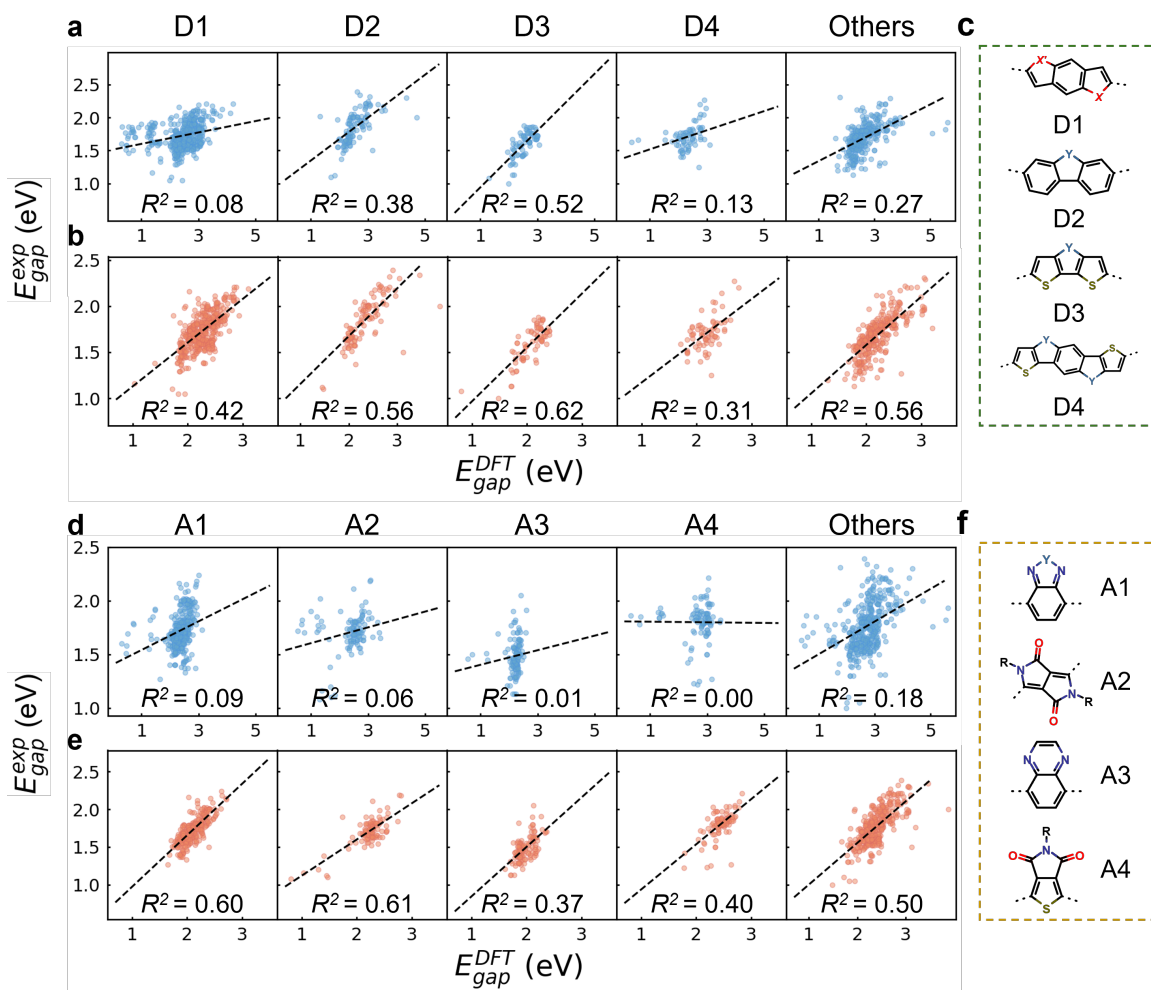 a D1 D2 D3 D4 Others c
2.5
2.0
1.5
1.0
R² = 0.08 R² = 0.38 R² = 0.52 R² = 0.13 R² = 0.27
1 3 5 1 3 5 1 3 5 1 3 5 1 3 5
b
2.5
2.0
1.5
1.0
R² = 0.42 R² = 0.56 R² = 0.62 R² = 0.31 R² = 0.56
1 2 3 1 2 3 1 2 3 1 2 3 1 2 3
E_gap^exp (eV)
E_gap^DFT (eV)
X' X
D1
Y
D2
Y S S
D3
Y S S Y
D4
d A1 A2 A3 A4 Others f
2.5
2.0
1.5
1.0
R² = 0.09 R² = 0.06 R² = 0.01 R² = 0.00 R² = 0.18
1 3 5 1 3 5 1 3 5 1 3 5 1 3 5
e
2.5
2.0
1.5
1.0
R² = 0.60 R² = 0.61 R² = 0.37 R² = 0.40 R² = 0.50
1 2 3 1 2 3 1 2 3 1 2 3 1 2 3
E_gap^exp (eV)
E_gap^DFT (eV)
Y
N N
A1
O
R N
N R
O
A2
N N
A3
R
O N O
S
A4